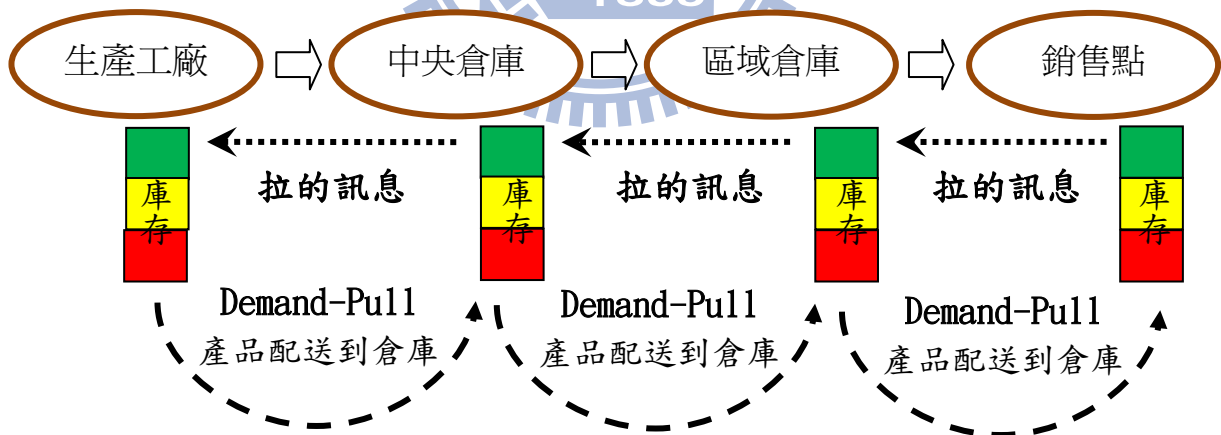 生產工廠
中央倉庫
區域倉庫
銷售點
庫存
拉的訊息
庫存
拉的訊息
庫存
拉的訊息
庫存
Demand-Pull
產品配送到倉庫
Demand-Pull
產品配送到倉庫
Demand-Pull
產品配送到倉庫